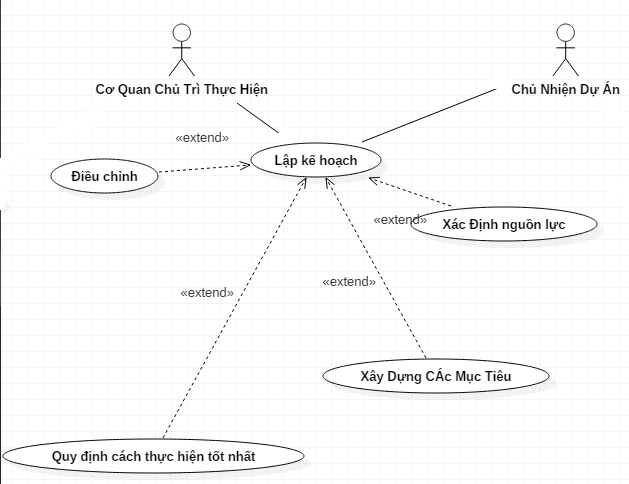 Cơ Quan Chủ Trì Thực Hiện
Chủ Nhiện Dự Án
«extend»
Lập kế hoạch
Điều chỉnh
«extend»
Xác Định nguồn lực
«extend»
«extend»
Xây Dựng CÁc Mục Tiêu
Quy định cách thực hiện tốt nhất